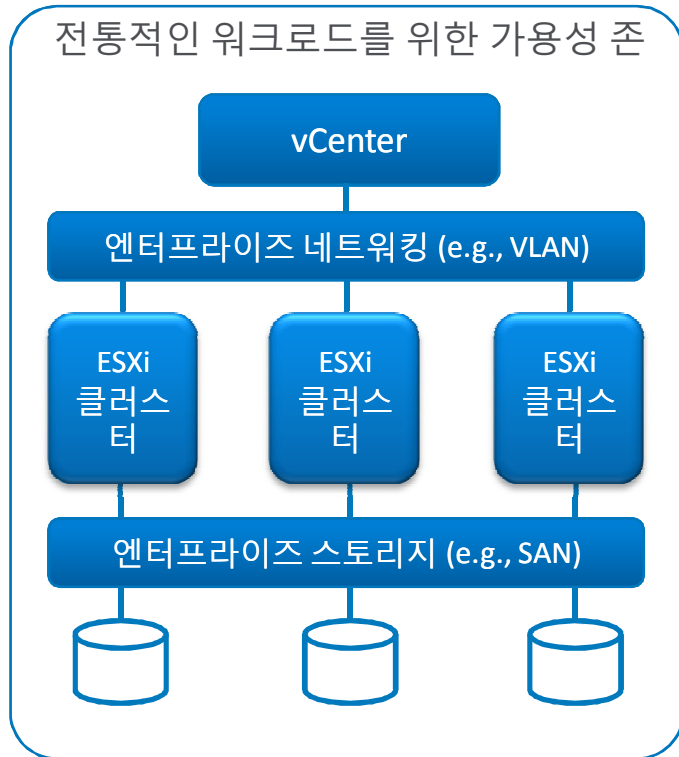 전통적인 워크로드를 위한 가용성 존
vCenter
엔터프라이즈 네트워킹 (e.g., VLAN)
ESXi
클러스
터
ESXi
클러스
터
ESXi
클러스
터
엔터프라이즈 스토리지 (e.g., SAN)